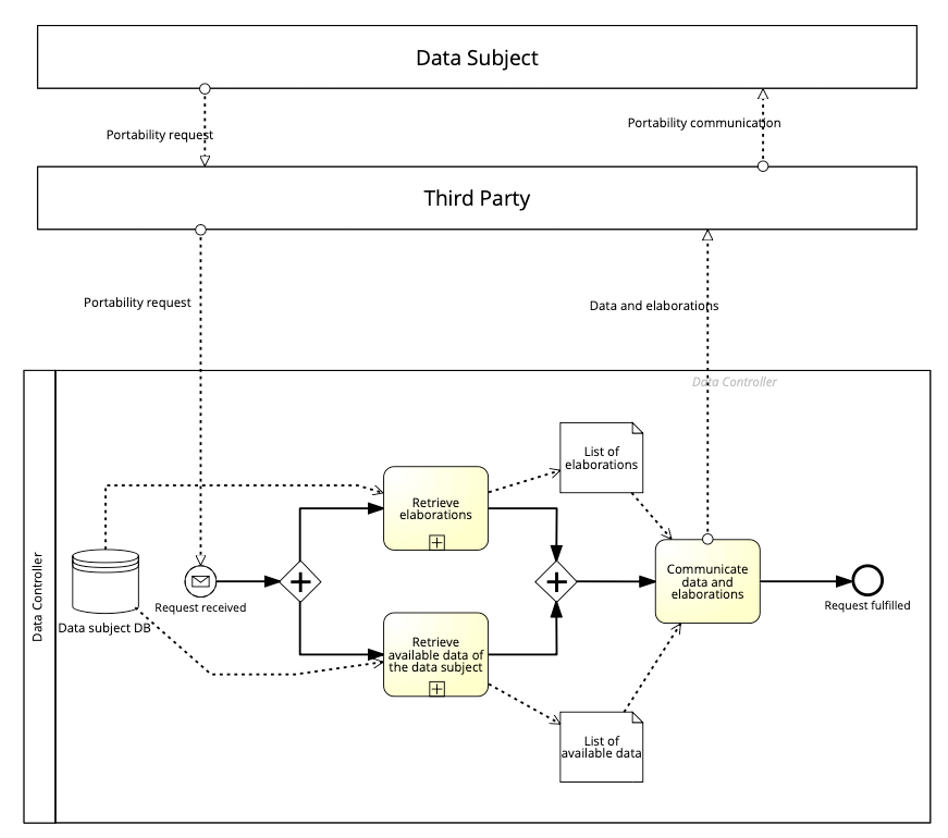 Data Subject
Portability request
Portability communication
Third Party
Portability request
Data and elaborations
Data Controller
Data Controller
List of
elaborations
Retrieve
elaborations
Request received
Communicate
data and
elaborations
Request fulfilled
Data subject DB
Retrieve
available data of
the data subject
List of
available data